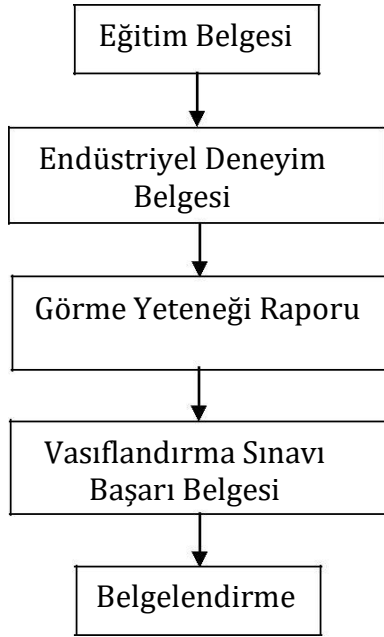 Eğitim Belgesi
Endüstriyel Deneyim
Belgesi
Görme Yeteneği Raporu
Vasıflandırma Sınavı
Başarı Belgesi
Belgelendirme